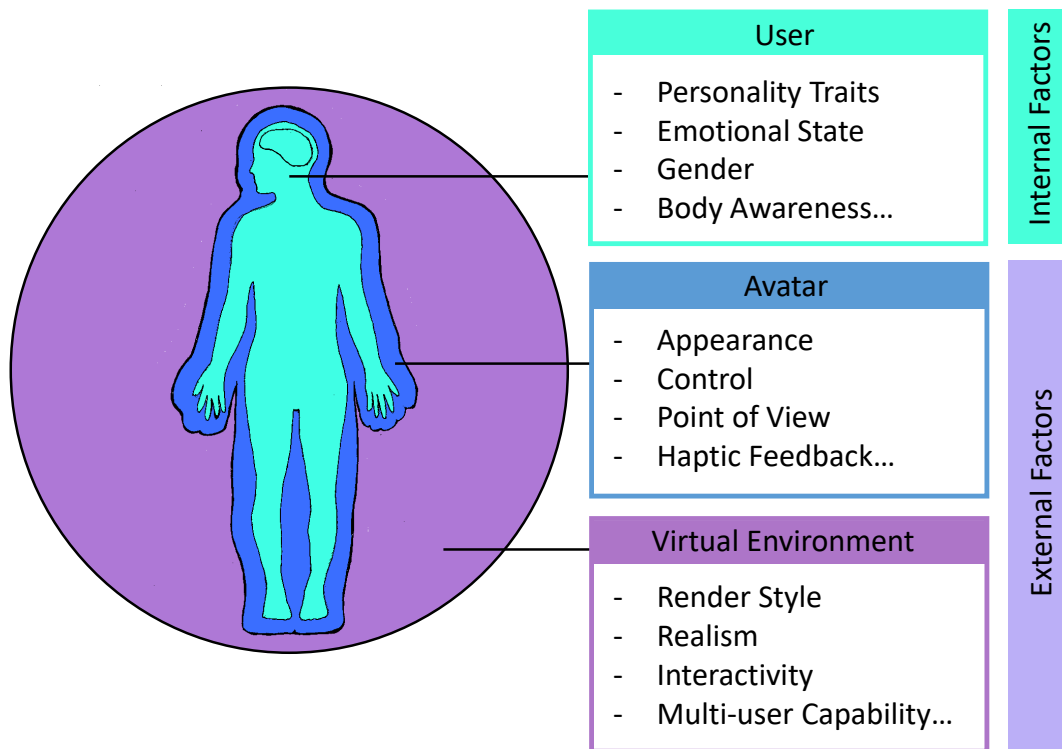 User
- Personality Traits
- Emotional State
- Gender
- Body Awareness…
Internal Factors
Avatar
- Appearance
- Control
- Point of View
- Haptic Feedback…
Virtual Environment
- Render Style
- Realism
- Interactivity
- Multi-user Capability…
External Factors